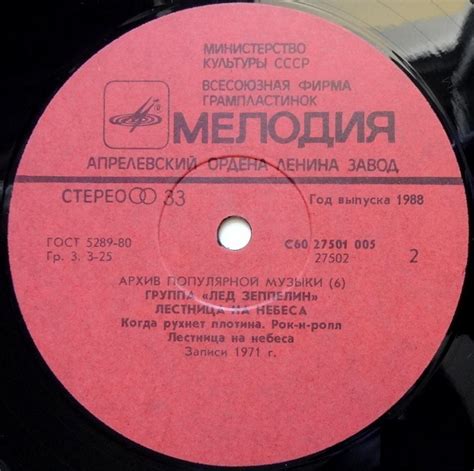 МИНИСТЕРСТВО
КУЛЬТУРЫ СССР
ВСЕСОЮЗНАЯ ФИРМА
ГРАМПЛАСТИНОК
МЕЛОДИЯ
АПРЕЛЕВСКИЙ ОРДЕНА ЛЕНИНА ЗАВОД
СТЕРЕО 33
Год выпуска 1988
ГОСТ 5289-80
С60 27501 005
Гр. 3. 3-25
27502
2
АРХИВ ПОПУЛЯРНОЙ МУЗЫКИ (6)
ГРУППА «ЛЕД ЗЕППЕЛИН»
ЛЕСТНИЦА НА НЕБЕСА
Когда рухнет плотина. Рок-н-ролл
Лестница на небеса
Записи 1971 г.